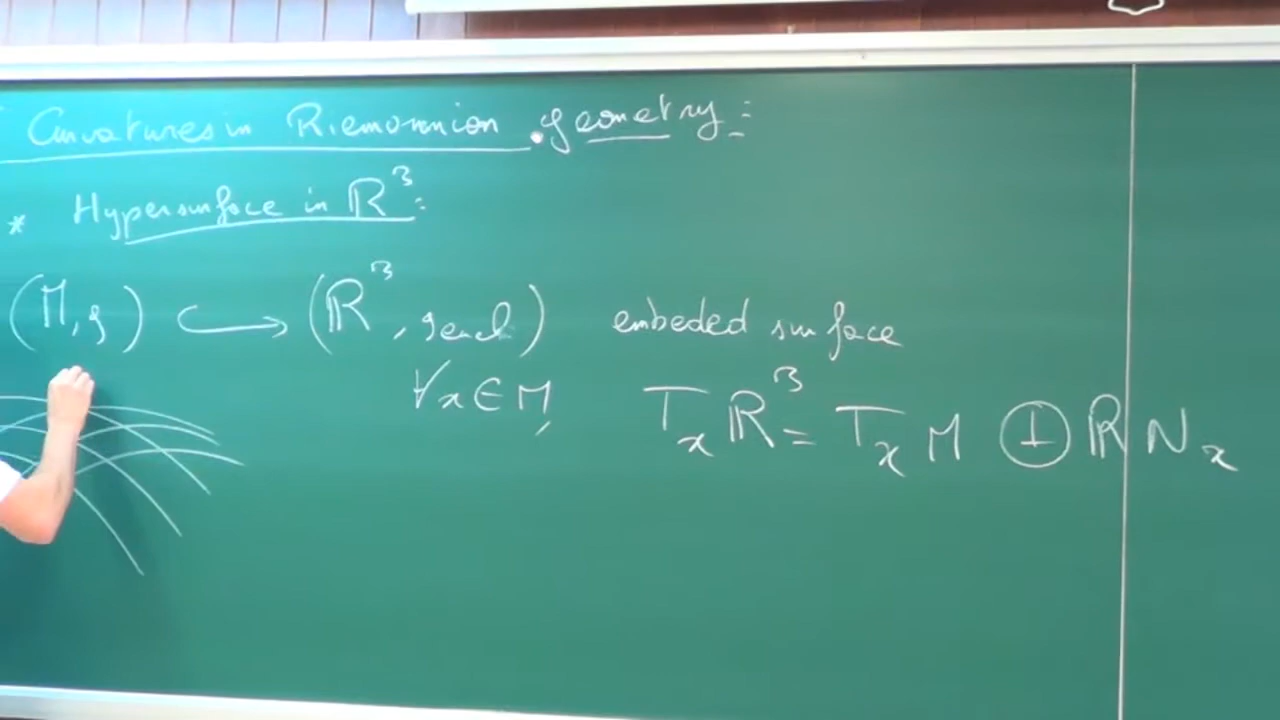 Curvatures in Riemannian geometry:
* Hypersurface in ℝ³:
(M, g) ↪ (ℝ³, geucl) embeded surface
∀x ∈ M, Tₓℝ³ = TₓM ⊕ ℝNₓ